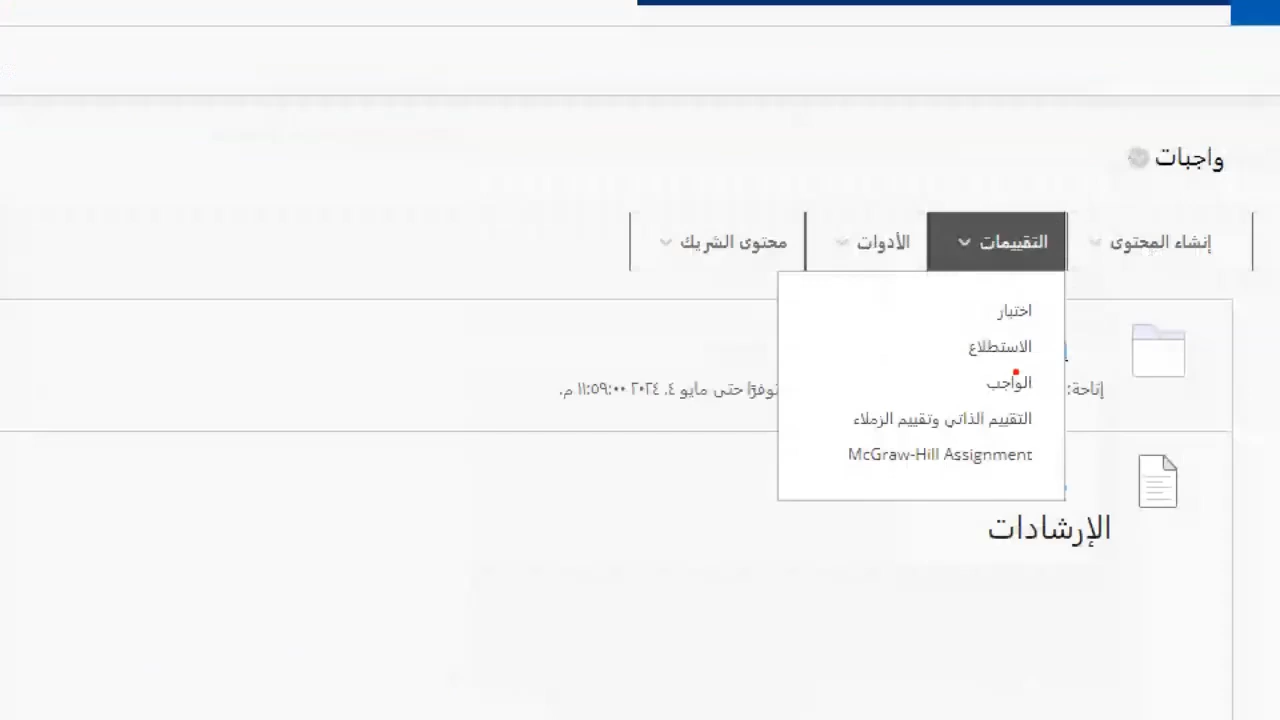 واجبات
إنشاء المحتوى التقييمات الأدوات محتوى الشريك
اختبار
الاستطلاع
الواجب
التقييم الذاتي وتقييم الزملاء
McGraw-Hill Assignment
إتاحة: توفرًا حتى مايو ٤، ٢٠٢٤ ١١:٥٩:٠٠ م.
الإرشادات